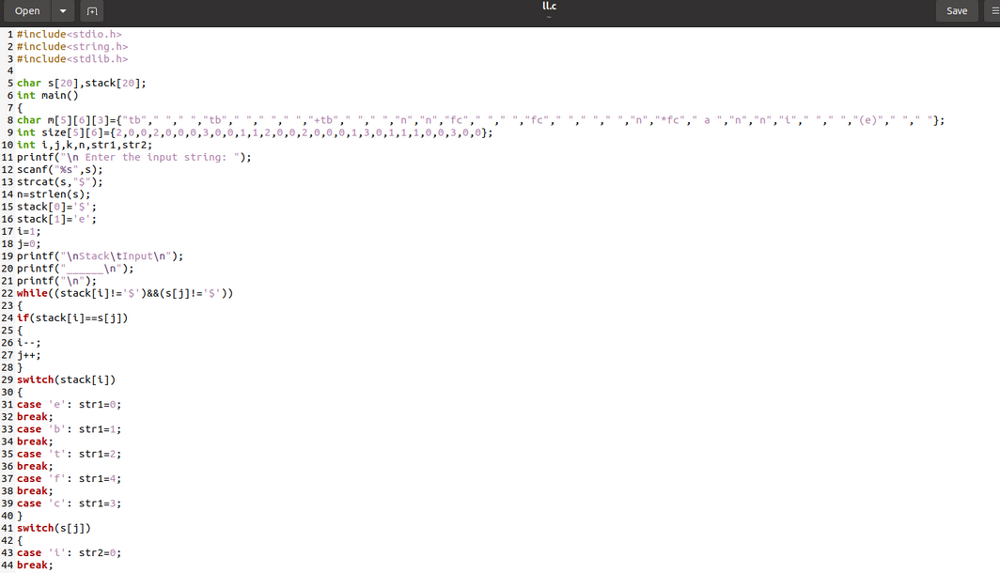 Open
ll.c
~
Save
1 #include<stdio.h>
2 #include<string.h>
3 #include<stdlib.h>
4
5 char s[20],stack[20];
6 int main()
7 {
8 char m[5][6][3]={"tb"," "," ","tb"," "," "," ","+tb"," "," ","n","n","fc"," "," ","fc"," "," "," ","n","*fc"," a ","n","n","i"," "," ","(e)"," "," "};
9 int size[5][6]={2,0,0,2,0,0,0,3,0,0,1,1,2,0,0,2,0,0,0,1,3,0,1,1,1,0,0,3,0,0};
10 int i,j,k,n,str1,str2;
11 printf("\n Enter the input string: ");
12 scanf("%s",s);
13 strcat(s,"$");
14 n=strlen(s);
15 stack[0]='$';
16 stack[1]='e';
17 i=1;
18 j=0;
19 printf("\nStack\tInput\n");
20 printf("______\n");
21 printf("\n");
22 while((stack[i]!='$')&&(s[j]!='$'))
23 {
24 if(stack[i]==s[j])
25 {
26 i--;
27 j++;
28 }
29 switch(stack[i])
30 {
31 case 'e': str1=0;
32 break;
33 case 'b': str1=1;
34 break;
35 case 't': str1=2;
36 break;
37 case 'f': str1=4;
38 break;
39 case 'c': str1=3;
40 }
41 switch(s[j])
42 {
43 case 'i': str2=0;
44 break;